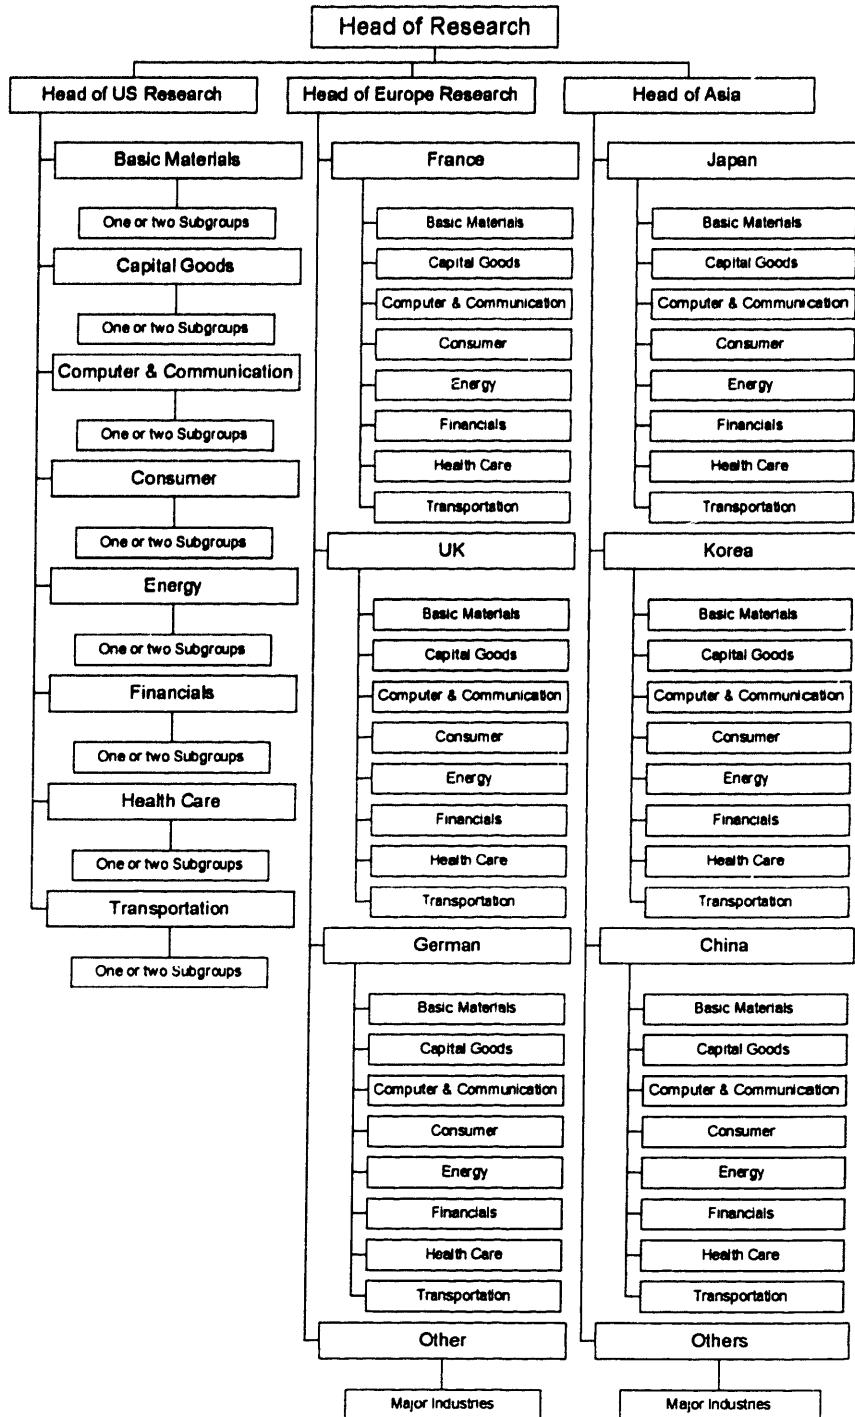 Head of Research
Head of US Research
Basic Materials
One or two Subgroups
Capital Goods
One or two Subgroups
Computer & Communication
One or two Subgroups
Consumer
One or two Subgroups
Energy
One or two Subgroups
Financials
One or two Subgroups
Health Care
One or two Subgroups
Transportation
One or two Subgroups
Head of Europe Research
France
Basic Materials
Capital Goods
Computer & Communication
Consumer
Energy
Financials
Health Care
Transportation
UK
Basic Materials
Capital Goods
Computer & Communication
Consumer
Energy
Financials
Health Care
Transportation
German
Basic Materials
Capital Goods
Computer & Communication
Consumer
Energy
Financials
Health Care
Transportation
Other
Major Industries
Head of Asia
Japan
Basic Materials
Capital Goods
Computer & Communication
Consumer
Energy
Financials
Health Care
Transportation
Korea
Basic Materials
Capital Goods
Computer & Communication
Consumer
Energy
Financials
Health Care
Transportation
China
Basic Materials
Capital Goods
Computer & Communication
Consumer
Energy
Financials
Health Care
Transportation
Others
Major Industries